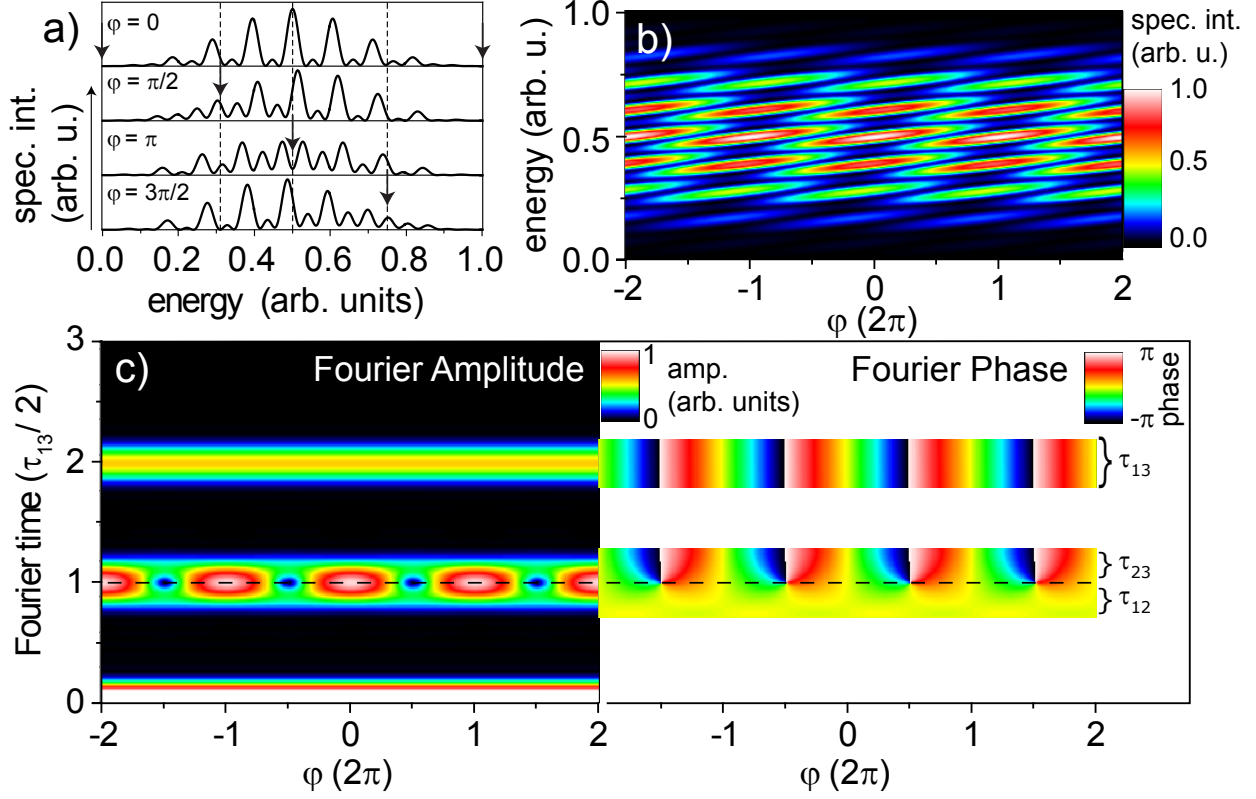 a)
φ = 0
φ = π/2
φ = π
φ = 3π/2
spec. int.
(arb. u.)
0.0 0.2 0.4 0.6 0.8 1.0
energy (arb. units)
b)
1.0
0.5
0.0
energy (arb. u.)
-2 -1 0 1 2
φ (2π)
spec. int.
(arb. u.)
1.0
0.5
0.0
c)
Fourier Amplitude
3
2
1
0
Fourier time (τ13/ 2)
-2 -1 0 1 2
φ (2π)
1
0
amp.
(arb. units)
Fourier Phase
π
-π
phase
} τ13
} τ23
} τ12
-1 0 1 2
φ (2π)